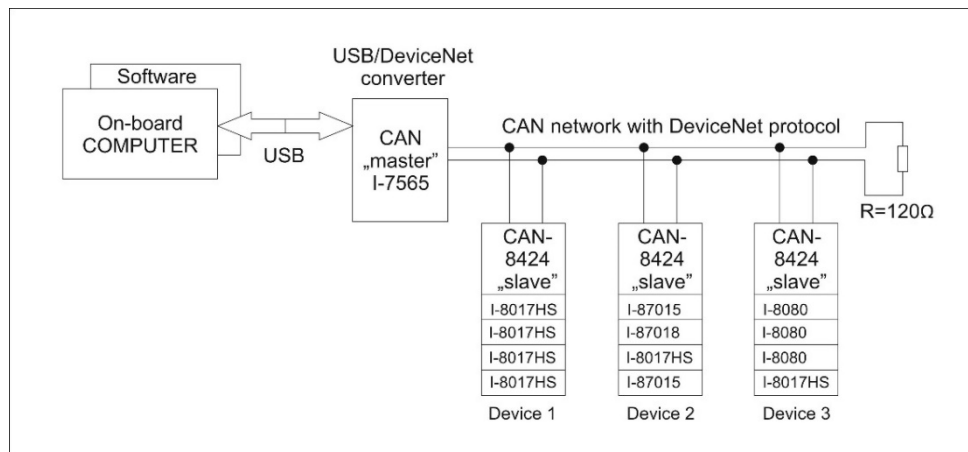 Software
On-board
COMPUTER
USB
USB/DeviceNet
converter
CAN
„master”
I-7565
CAN network with DeviceNet protocol
R=120Ω
CAN-
8424
„slave”
I-8017HS
I-8017HS
I-8017HS
I-8017HS
Device 1
CAN-
8424
„slave”
I-87015
I-87018
I-8017HS
I-87015
Device 2
CAN-
8424
„slave”
I-8080
I-8080
I-8080
I-8017HS
Device 3